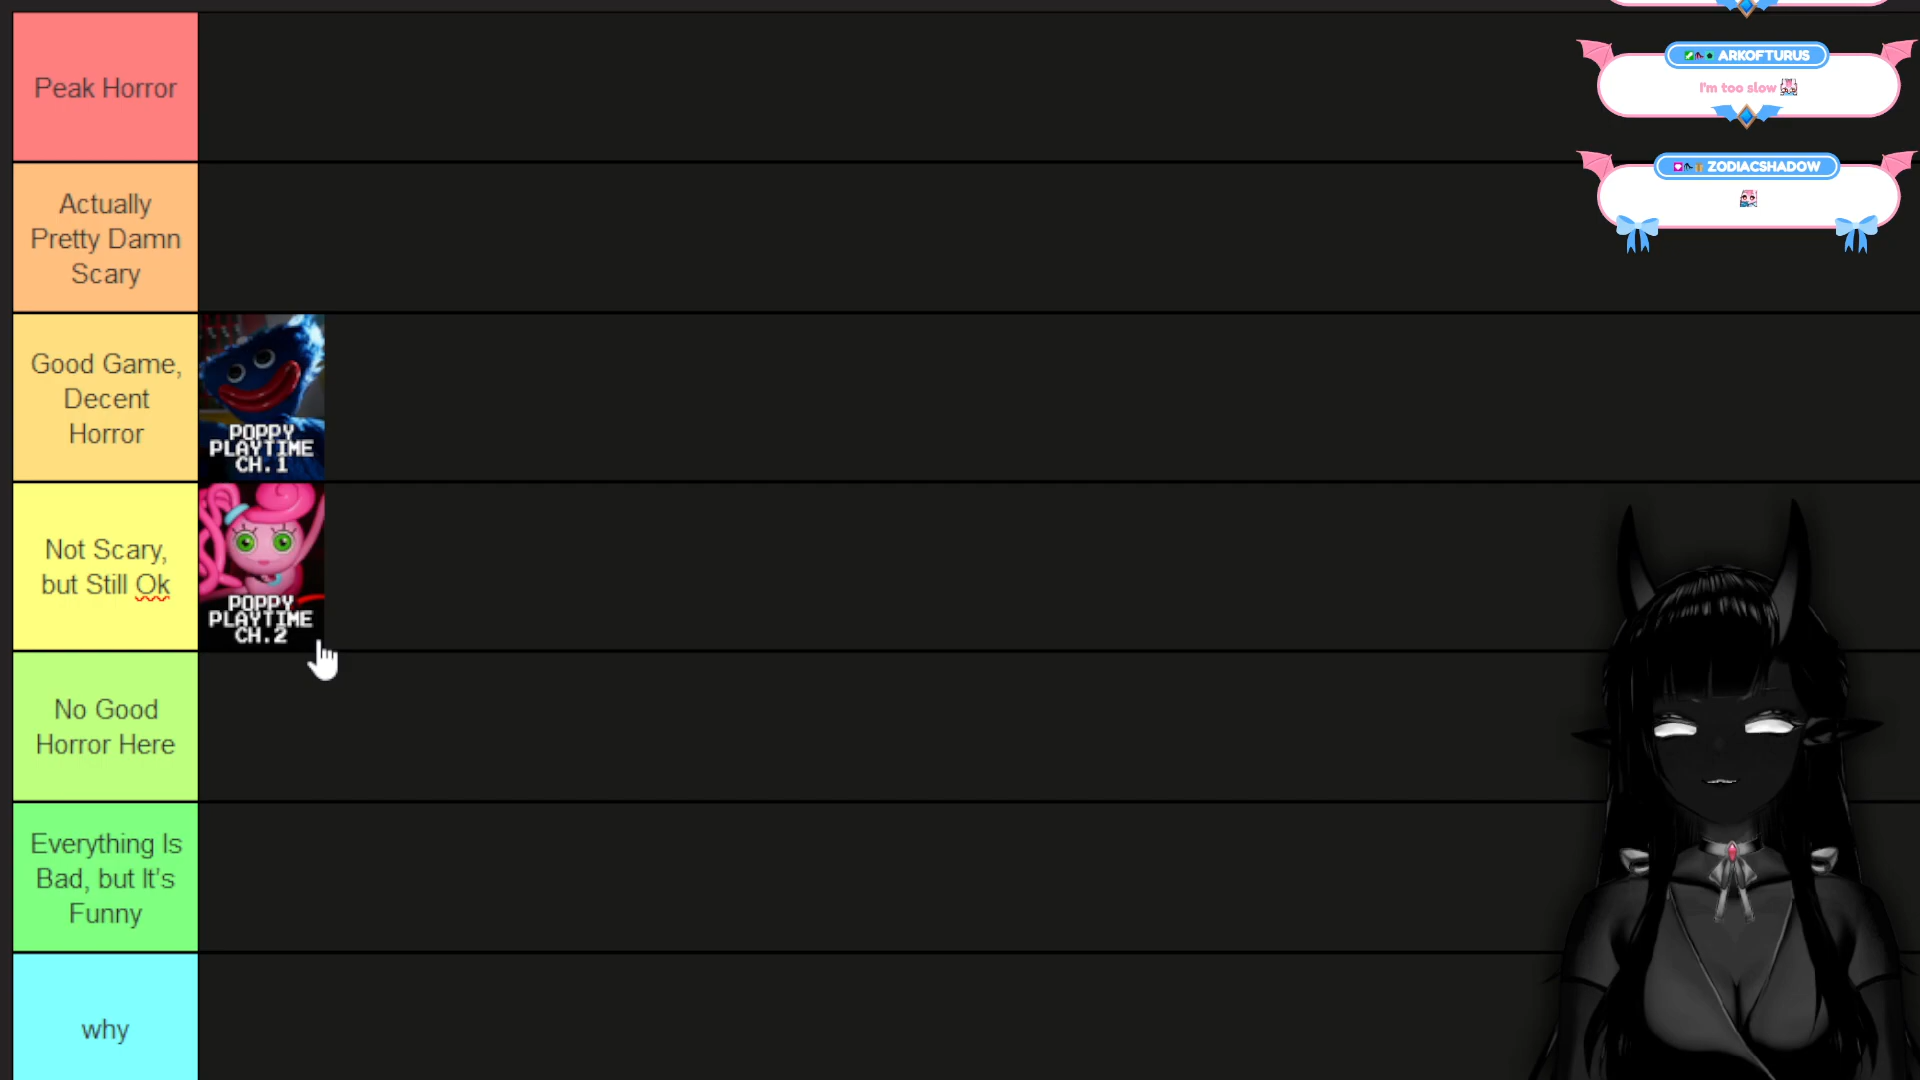 Peak Horror
Actually
Pretty Damn
Scary
Good Game,
Decent
Horror
POPPY
PLAYTIME
CH.1
Not Scary,
but Still Ok
POPPY
PLAYTIME
CH.2
No Good
Horror Here
Everything Is
Bad, but It's
Funny
why
ARKOFTURUS
I'm too slow
ZODIACSHADOW